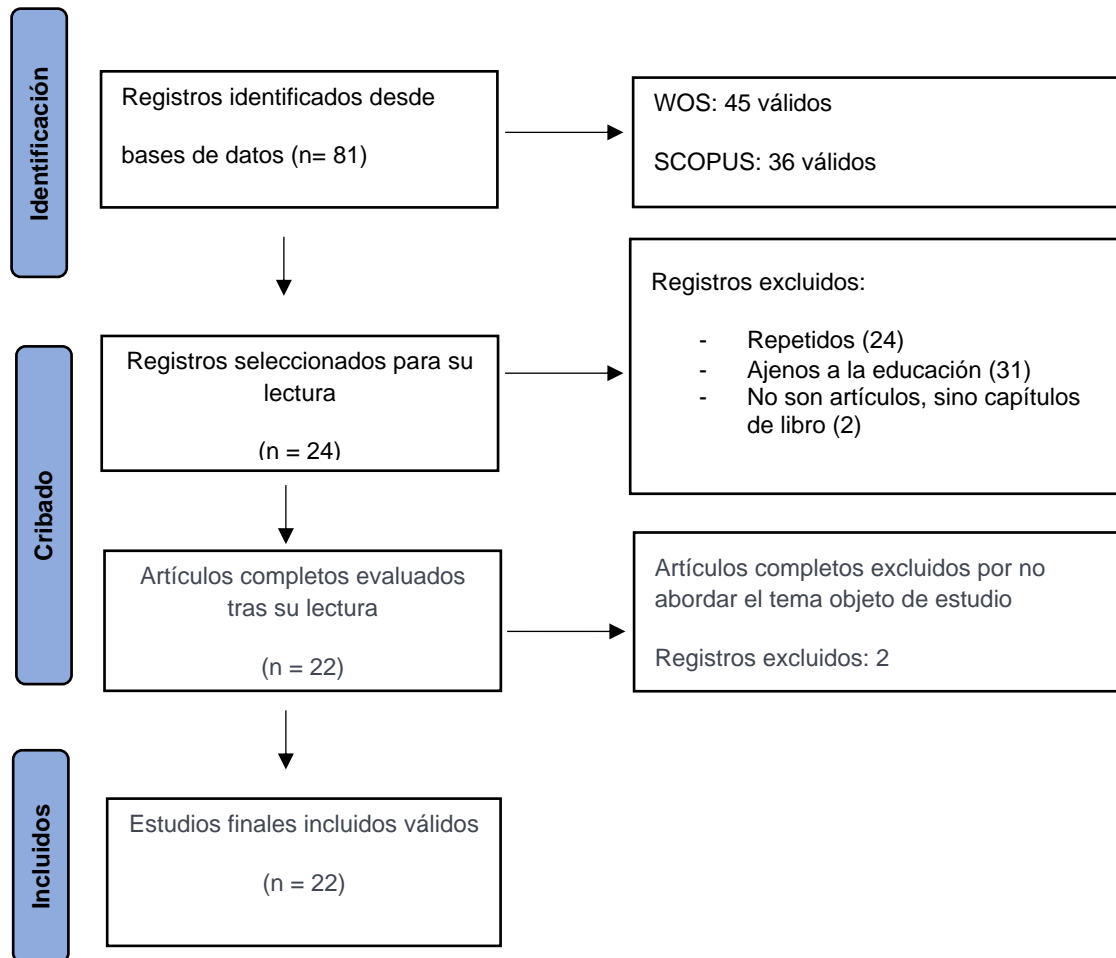 Identificación
Registros identificados desde
bases de datos (n= 81)
WOS: 45 válidos
SCOPUS: 36 válidos
Cribado
Registros seleccionados para su
lectura
(n = 24)
Registros excluidos:
- Repetidos (24)
- Ajenos a la educación (31)
- No son artículos, sino capítulos
de libro (2)
Artículos completos evaluados
tras su lectura
(n = 22)
Artículos completos excluidos por no
abordar el tema objeto de estudio
Registros excluidos: 2
Incluidos
Estudios finales incluidos válidos
(n = 22)